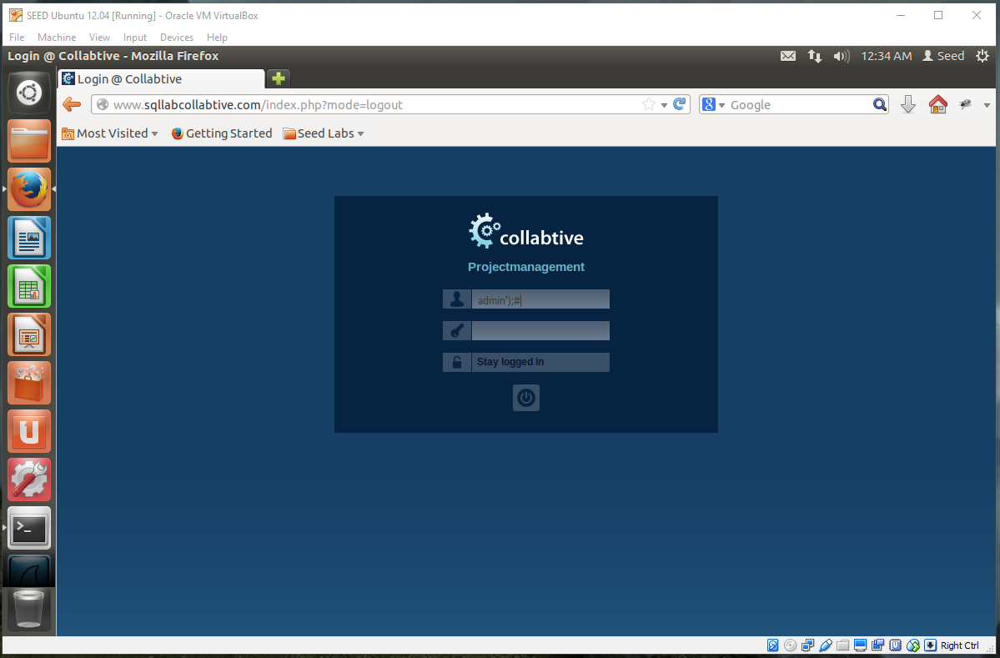 SEED Ubuntu 12.04 [Running] - Oracle VM VirtualBox
File Machine View Input Devices Help
Login @ Collabtive - Mozilla Firefox 12:34 AM Seed
Login @ Collabtive
www.sqllabcollabtive.com/index.php?mode=logout 8 Google
Most Visited Getting Started Seed Labs
collabtive
Projectmanagement
admin');#
Stay logged in
U
Right Ctrl